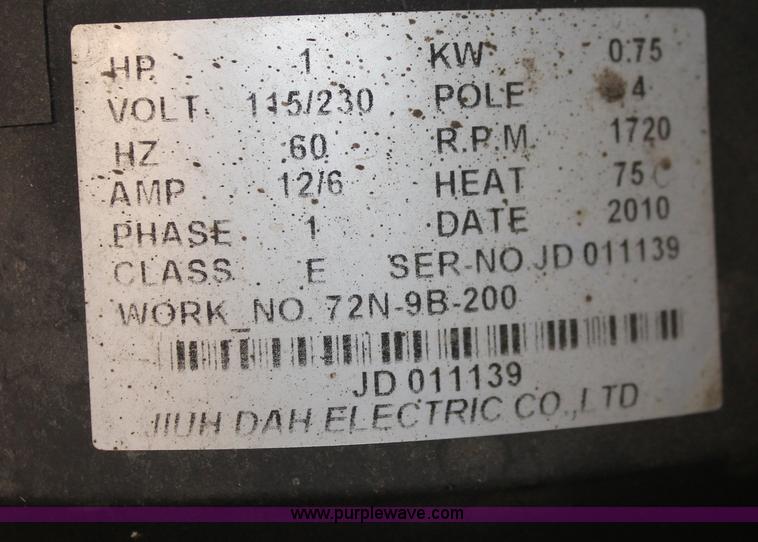 HP 1 KW 0.75
VOLT 115/230 POLE 4
HZ 60 R.P.M. 1720
AMP 12/6 HEAT 75 C
PHASE 1 DATE 2010
CLASS E SER-NO. JD 011139
WORK_NO. 72N-9B-200
JD 011139
JIUH DAH ELECTRIC CO.,LTD
www.purplewave.com